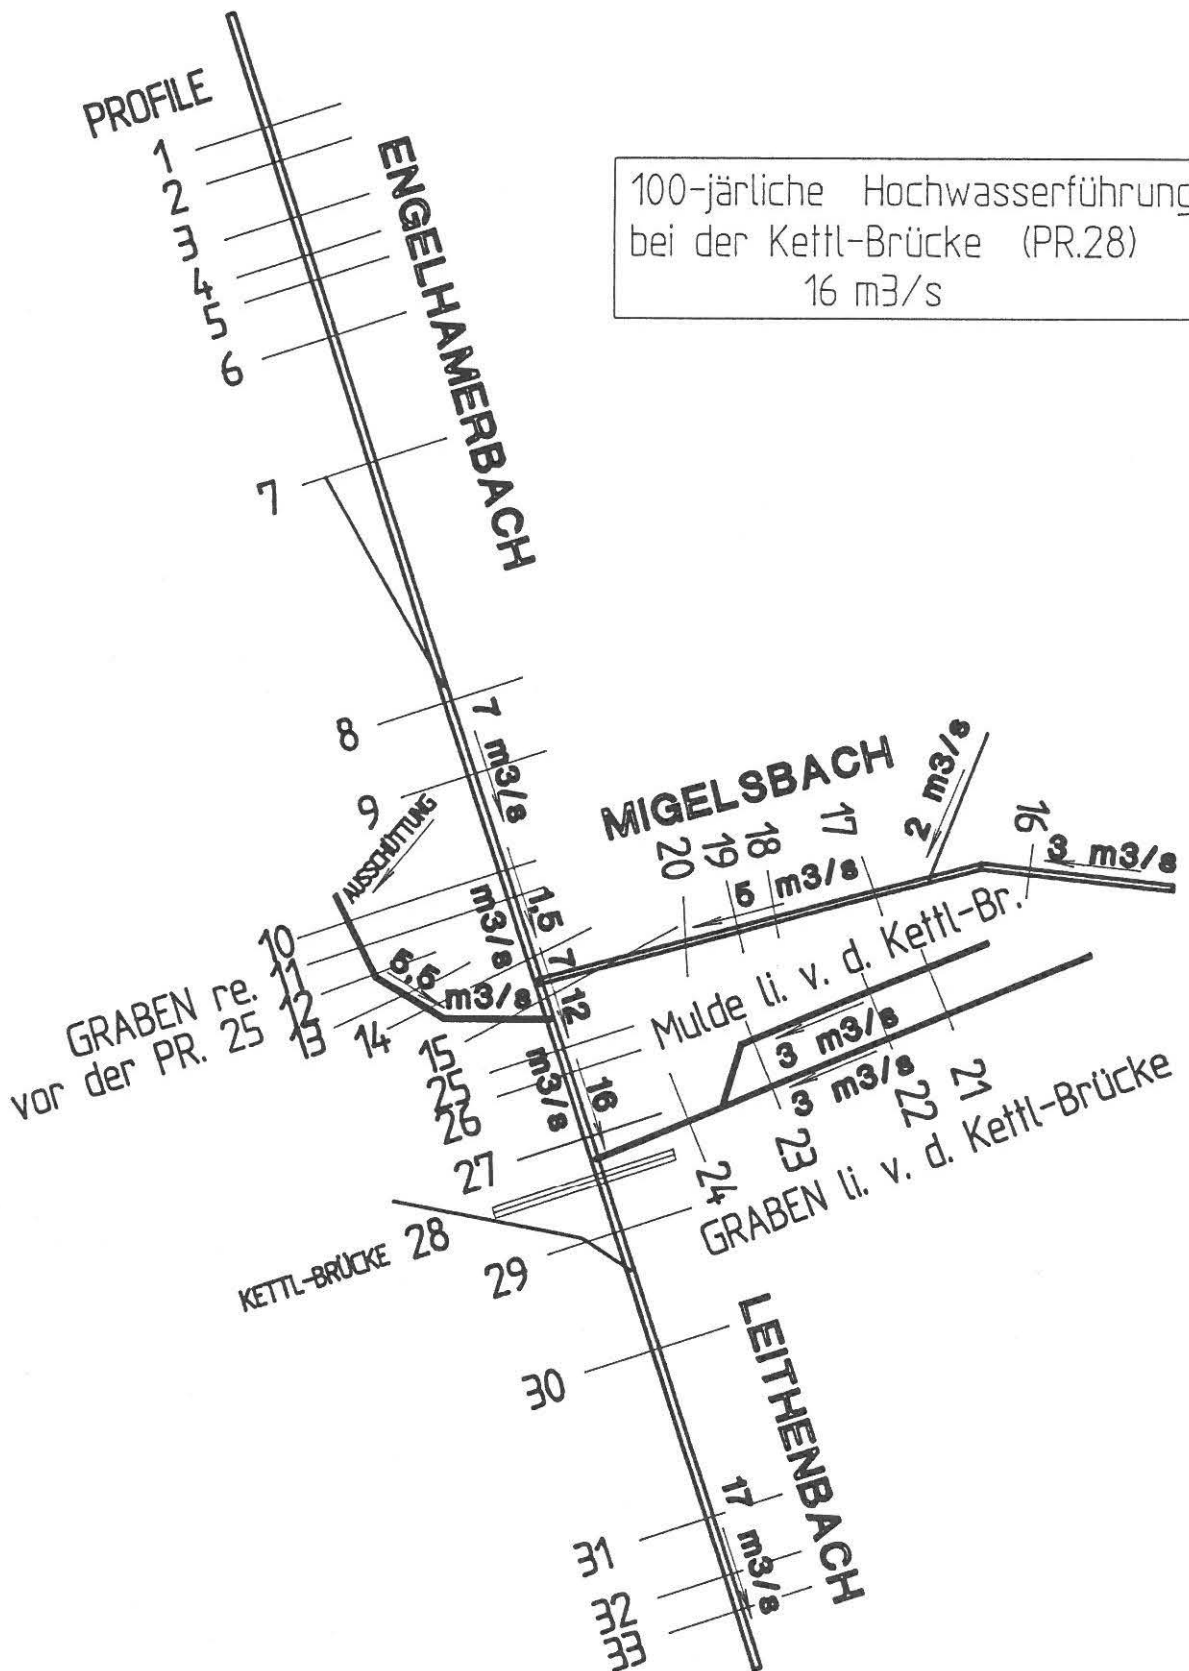 PROFILE
1
2
3
4
5
6
7
8
9
10
11
12
13
14
15
25
26
27
28
29
30
31
32
33
ENGELHAMERBACH
100-järliche Hochwasserführung
bei der Kettl-Brücke (PR.28)
16 m3/s
7 m3/s
AUSSCHÜTTUNG
1,5
m3/s
7
12
m3/s
16
5,5 m3/s
GRABEN re.
vor der PR. 25
MIGELSBACH
20
19
18
17
16
2 m3/s
3 m3/s
5 m3/s
Mulde li. v. d. Kettl-Br.
3 m3/s
3 m3/s
21
22
23
24
GRABEN li. v. d. Kettl-Brücke
KETTL-BRÜCKE
LEITHENBACH
17 m3/s